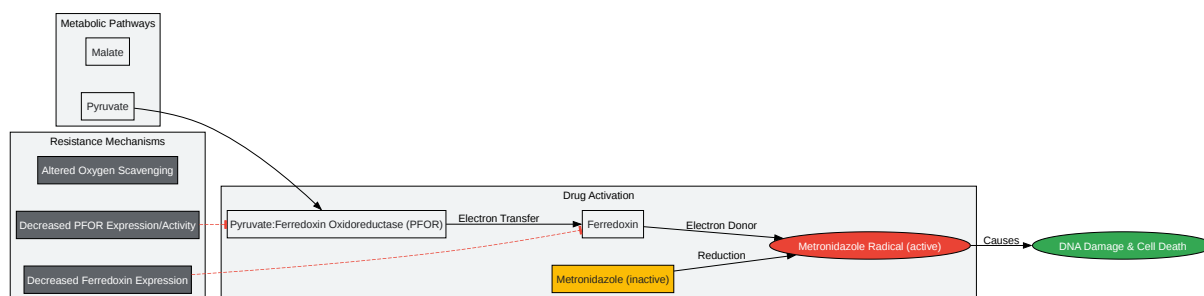 Metabolic Pathways
Malate
Pyruvate
Resistance Mechanisms
Altered Oxygen Scavenging
Decreased PFOR Expression/Activity
Decreased Ferredoxin Expression
Drug Activation
Pyruvate:Ferredoxin Oxidoreductase (PFOR)
Electron Transfer
Ferredoxin
Electron Donor
Metronidazole (inactive)
Reduction
Metronidazole Radical (active)
Causes
DNA Damage & Cell Death